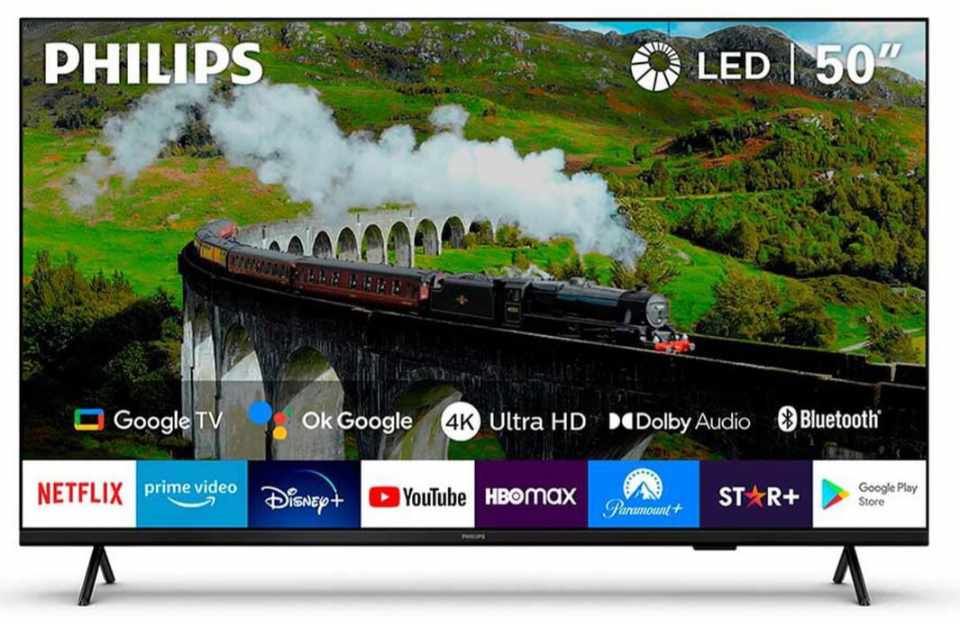 PHILIPS
LED | 50”
Google TV
Ok Google
4K Ultra HD
Dolby Audio
Bluetooth®
NETFLIX
prime video
Disney+
YouTube
HBOMAX
Paramount+
ST★R+
Google Play
Store
PHILIPS